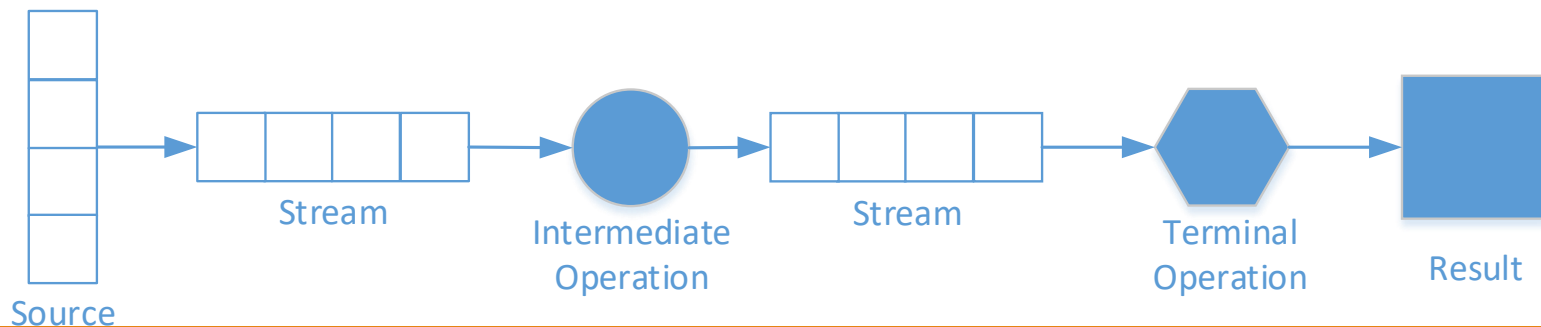 Source
Stream
Intermediate
Operation
Stream
Terminal
Operation
Result